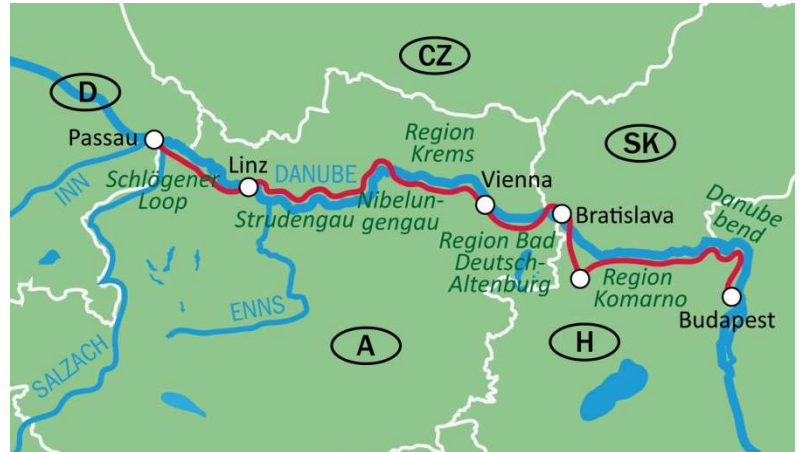 CZ
D
Passau
SK
Region
Krems
Linz
DANUBE
INN
Schlögener
Loop
Vienna
Strudengau
Nibelun-
gengau
Bratislava
Danube
bend
Region Bad
Deutsch-
Altenburg
Region
Komarno
ENNS
Budapest
A
H
SALZACH